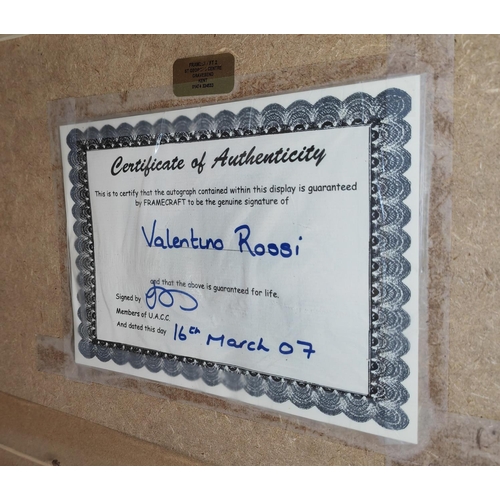 Certificate of Authenticity
This is to certify that the autograph contained within this display is guaranteed
by FRAMECRAFT to be the genuine signature of
Valentino Rossi
and that the above is guaranteed for life.
Signed by
Members of U.A.C.C.
And dated this day 16th March 07